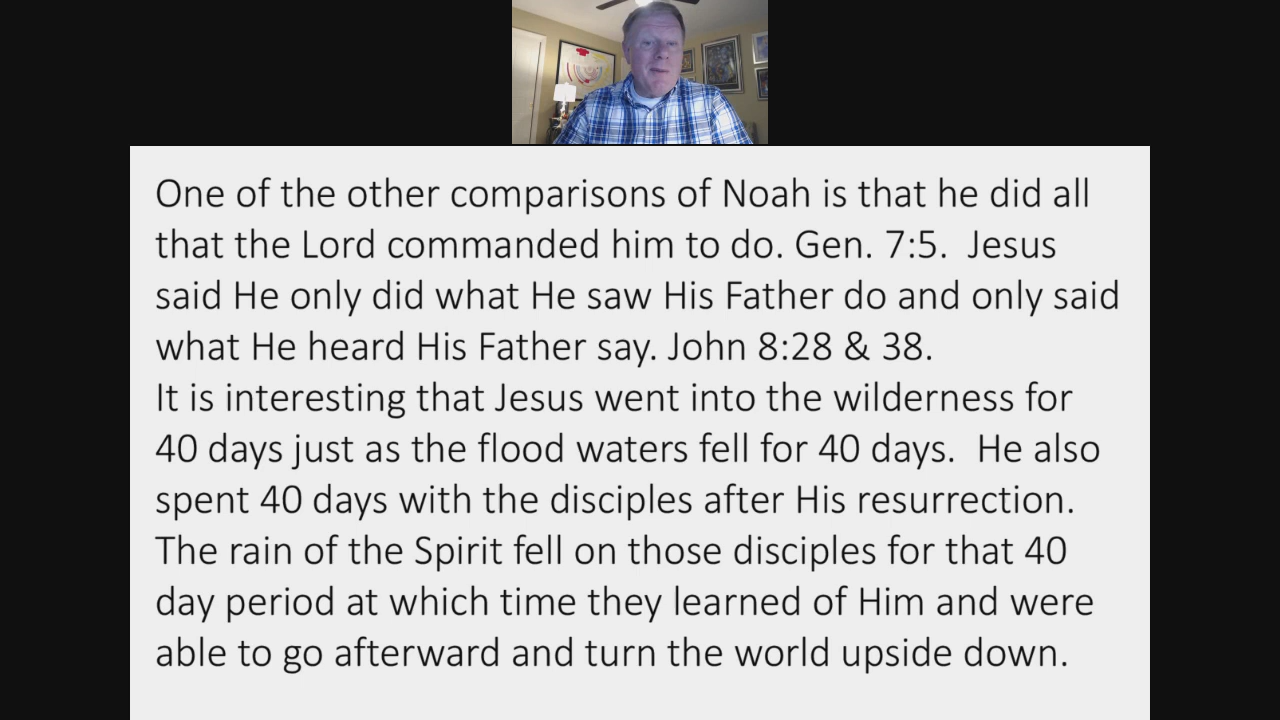 One of the other comparisons of Noah is that he did all
that the Lord commanded him to do. Gen. 7:5.  Jesus
said He only did what He saw His Father do and only said
what He heard His Father say. John 8:28 & 38.
It is interesting that Jesus went into the wilderness for
40 days just as the flood waters fell for 40 days.  He also
spent 40 days with the disciples after His resurrection.
The rain of the Spirit fell on those disciples for that 40
day period at which time they learned of Him and were
able to go afterward and turn the world upside down.